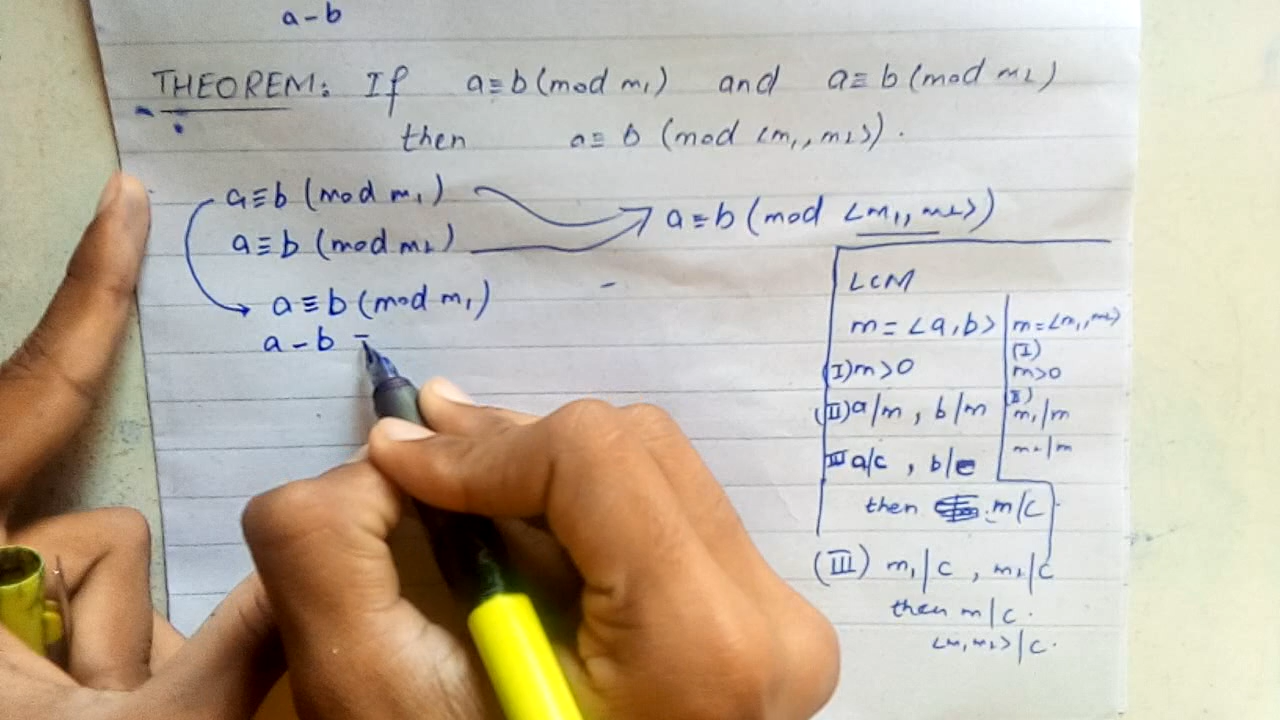 a-b
THEOREM: If a≡b (mod m₁) and a≡b (mod m₂)
then a≡b (mod <m₁, m₂>).
a≡b (mod m₁)
a≡b (mod m₂)
a≡b (mod <m₁, m₂>)
a≡b (mod m₁)
a-b =
LCM
m = <a, b>
(I) m>0
(II) a/m , b/m
III a/c , b/c
then m/c
m = <m₁, m₂>
(I)
m>0
II)
m₁/m
m₂/m
(III) m₁/c , m₂/c
then m/c.
<m₁, m₂>/c.